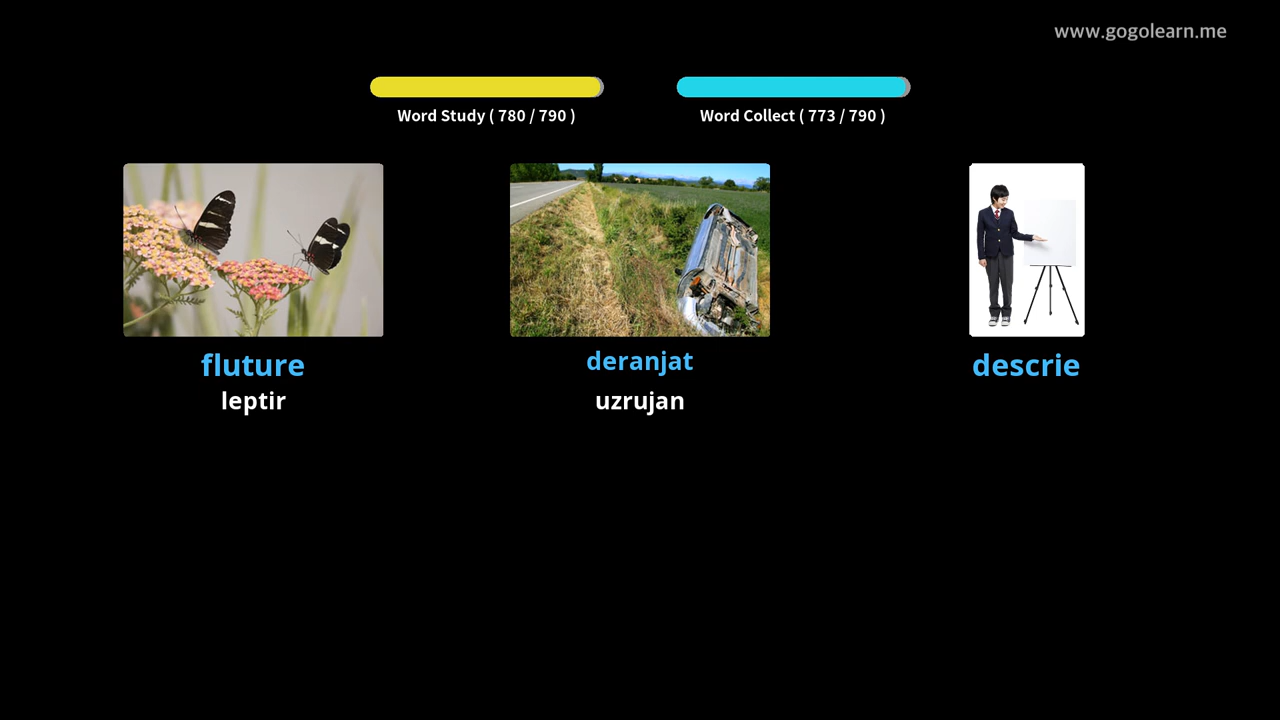 www.gogolearn.me
Word Study ( 780 / 790 )
Word Collect ( 773 / 790 )
fluture
leptir
deranjat
uzrujan
descrie